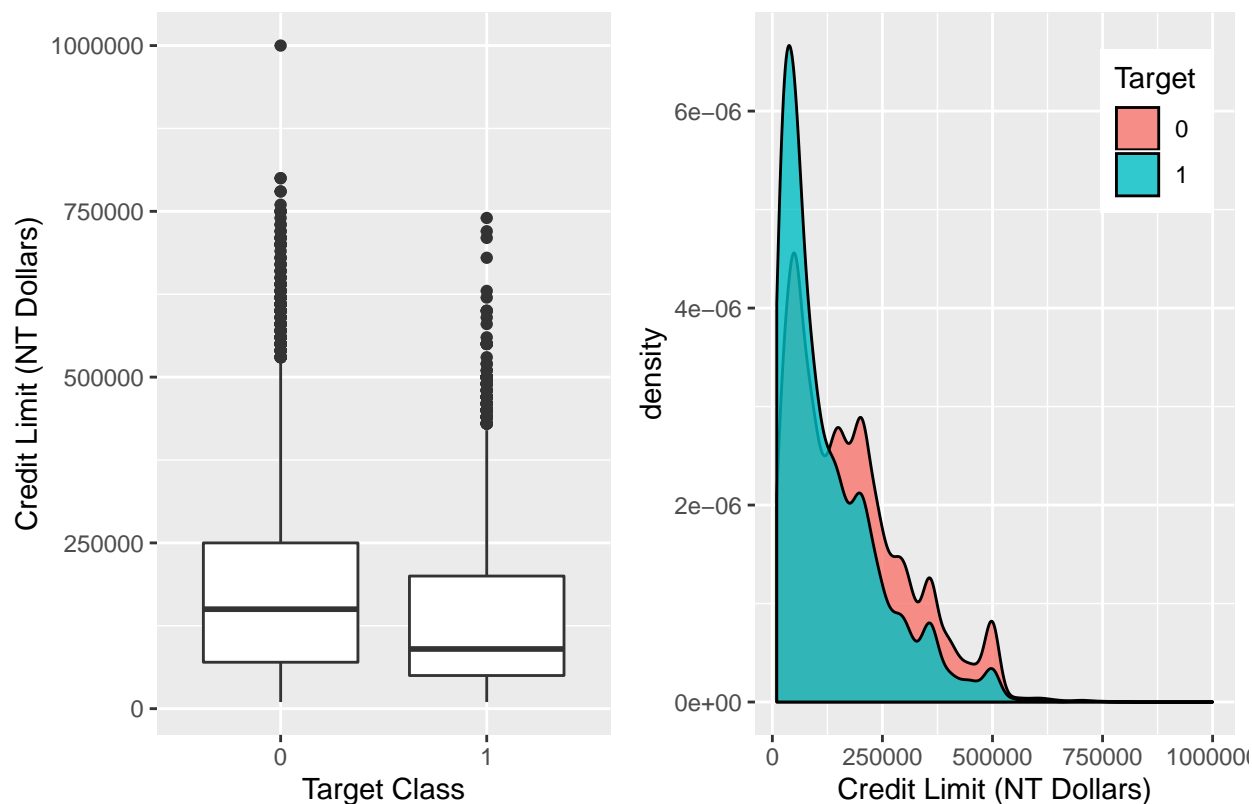 Credit Limit (NT Dollars)
1000000
750000
500000
250000
0
0 1
Target Class
density
6e−06
4e−06
2e−06
0e+00
Target
0
1
0 250000 500000 750000 1000000
Credit Limit (NT Dollars)